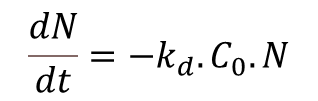 dN/dt = −k_d . C_0 . N